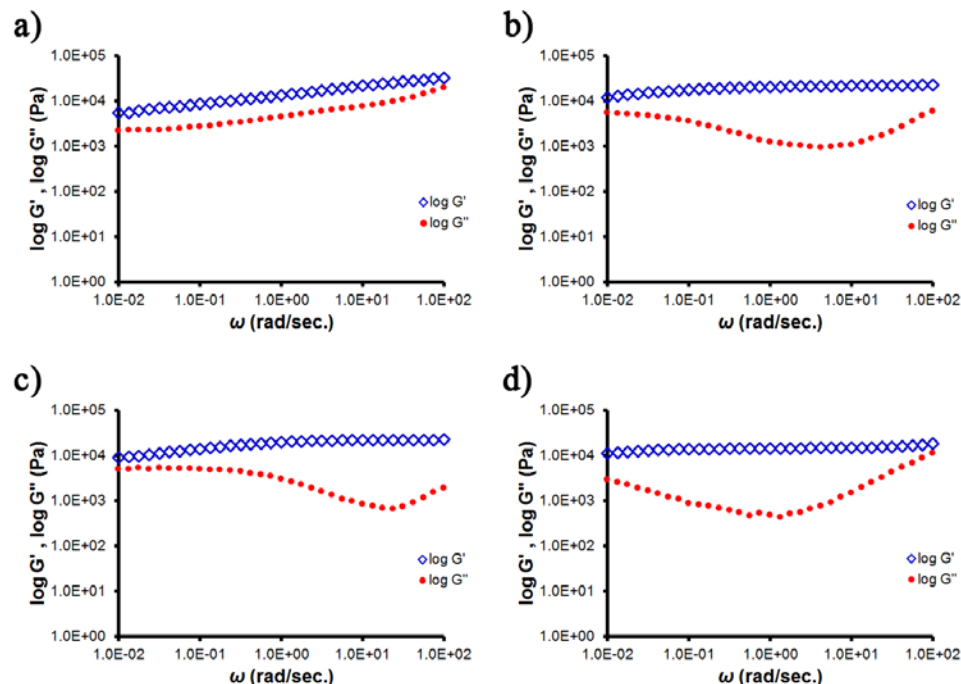 a)
1.0E+05
1.0E+04
1.0E+03
1.0E+02
1.0E+01
1.0E+00
log G' , log G'' (Pa)
log G'
log G''
1.0E-02 1.0E-01 1.0E+00 1.0E+01 1.0E+02
ω (rad/sec.)
b)
1.0E+05
1.0E+04
1.0E+03
1.0E+02
1.0E+01
1.0E+00
log G' , log G'' (Pa)
log G'
log G''
1.0E-02 1.0E-01 1.0E+00 1.0E+01 1.0E+02
ω (rad/sec.)
c)
1.0E+05
1.0E+04
1.0E+03
1.0E+02
1.0E+01
1.0E+00
log G' , log G'' (Pa)
log G'
log G''
1.0E-02 1.0E-01 1.0E+00 1.0E+01 1.0E+02
ω (rad/sec.)
d)
1.0E+05
1.0E+04
1.0E+03
1.0E+02
1.0E+01
1.0E+00
log G' , log G'' (Pa)
log G'
log G''
1.0E-02 1.0E-01 1.0E+00 1.0E+01 1.0E+02
ω (rad/sec.)